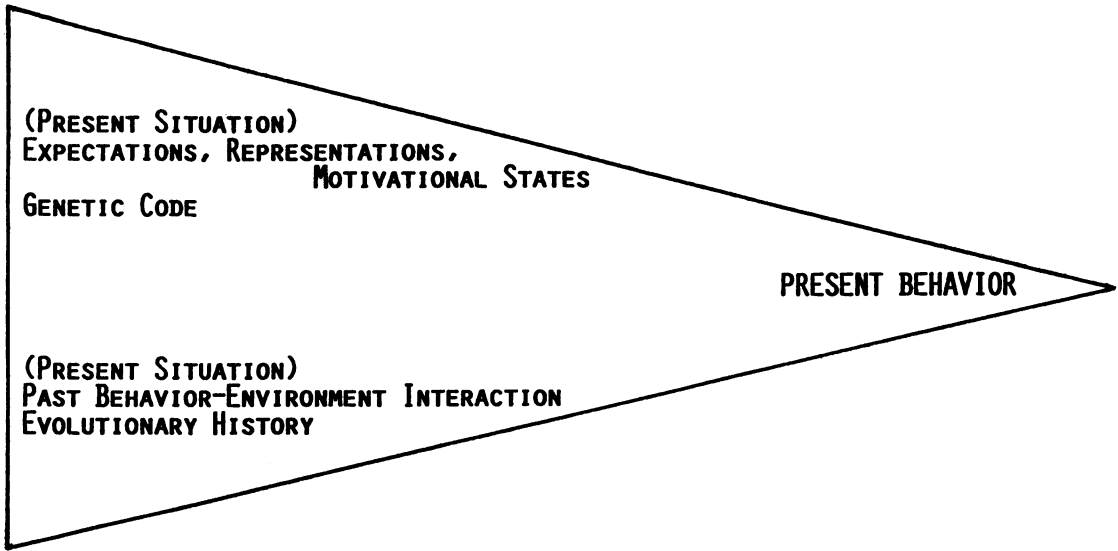 (Present Situation)
Expectations, Representations,
Motivational States
Genetic Code
PRESENT BEHAVIOR
(Present Situation)
Past Behavior-Environment Interaction
Evolutionary History